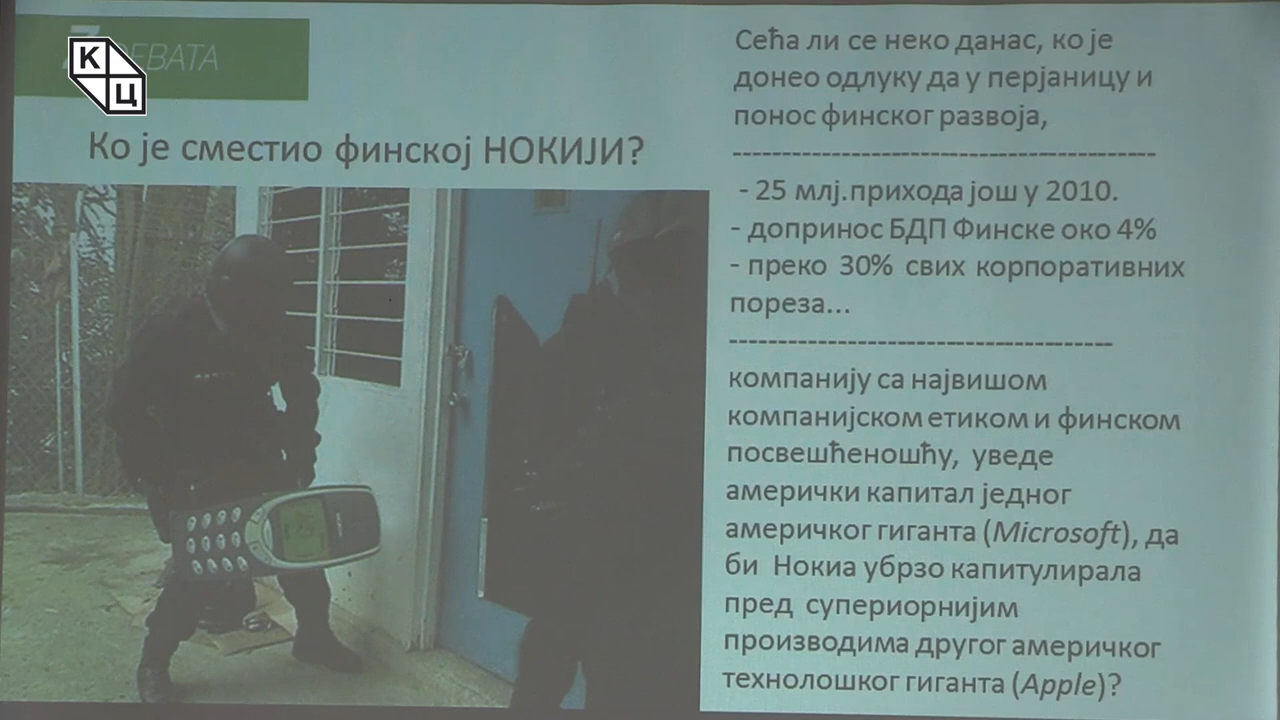 К
Ц
Ко је сместио финској НОКИЈИ?
Сећа ли се неко данас, ко је
донео одлуку да у перјаницу и
понос финског развоја,
-------------------------------------------
- 25 млј.прихода још у 2010.
- допринос БДП Финске око 4%
- преко 30% свих корпоративних
пореза...
---------------------------------------
компанију са највишом
компанијском етиком и финском
посвешћеношћу, уведе
амерички капитал једног
америчког гиганта (Microsoft), да
би Нокиа убрзо капитулирала
пред супериорнијим
производима другог америчког
технолошког гиганта (Apple)?